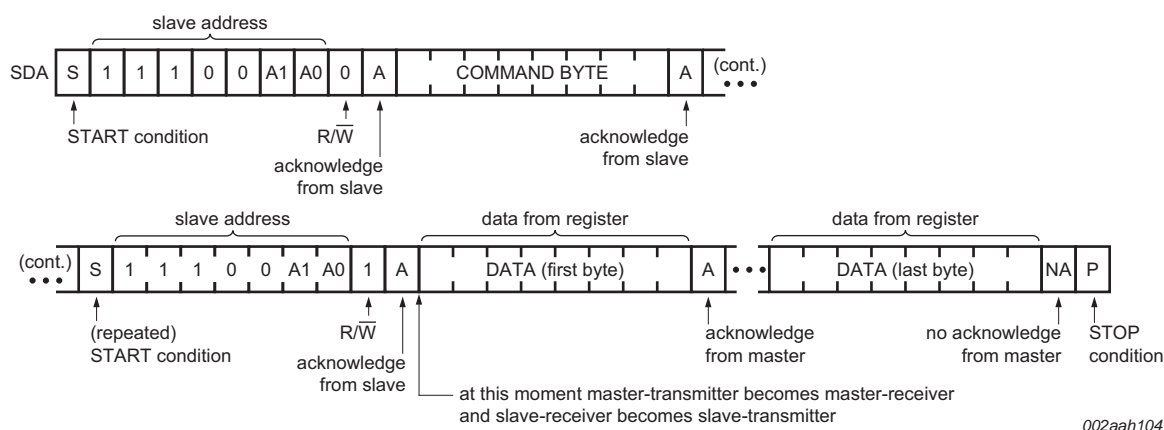 slave address
SDA S 1 1 1 0 0 A1 A0 0 A COMMAND BYTE A (cont.)
START condition R/W̅
acknowledge
from slave
acknowledge
from slave
slave address data from register data from register
(cont.) S 1 1 1 0 0 A1 A0 1 A DATA (first byte) A DATA (last byte) NA P
(repeated)
START condition
R/W̅
acknowledge
from slave
acknowledge
from master
no acknowledge
from master
STOP
condition
at this moment master-transmitter becomes master-receiver
and slave-receiver becomes slave-transmitter
002aah104